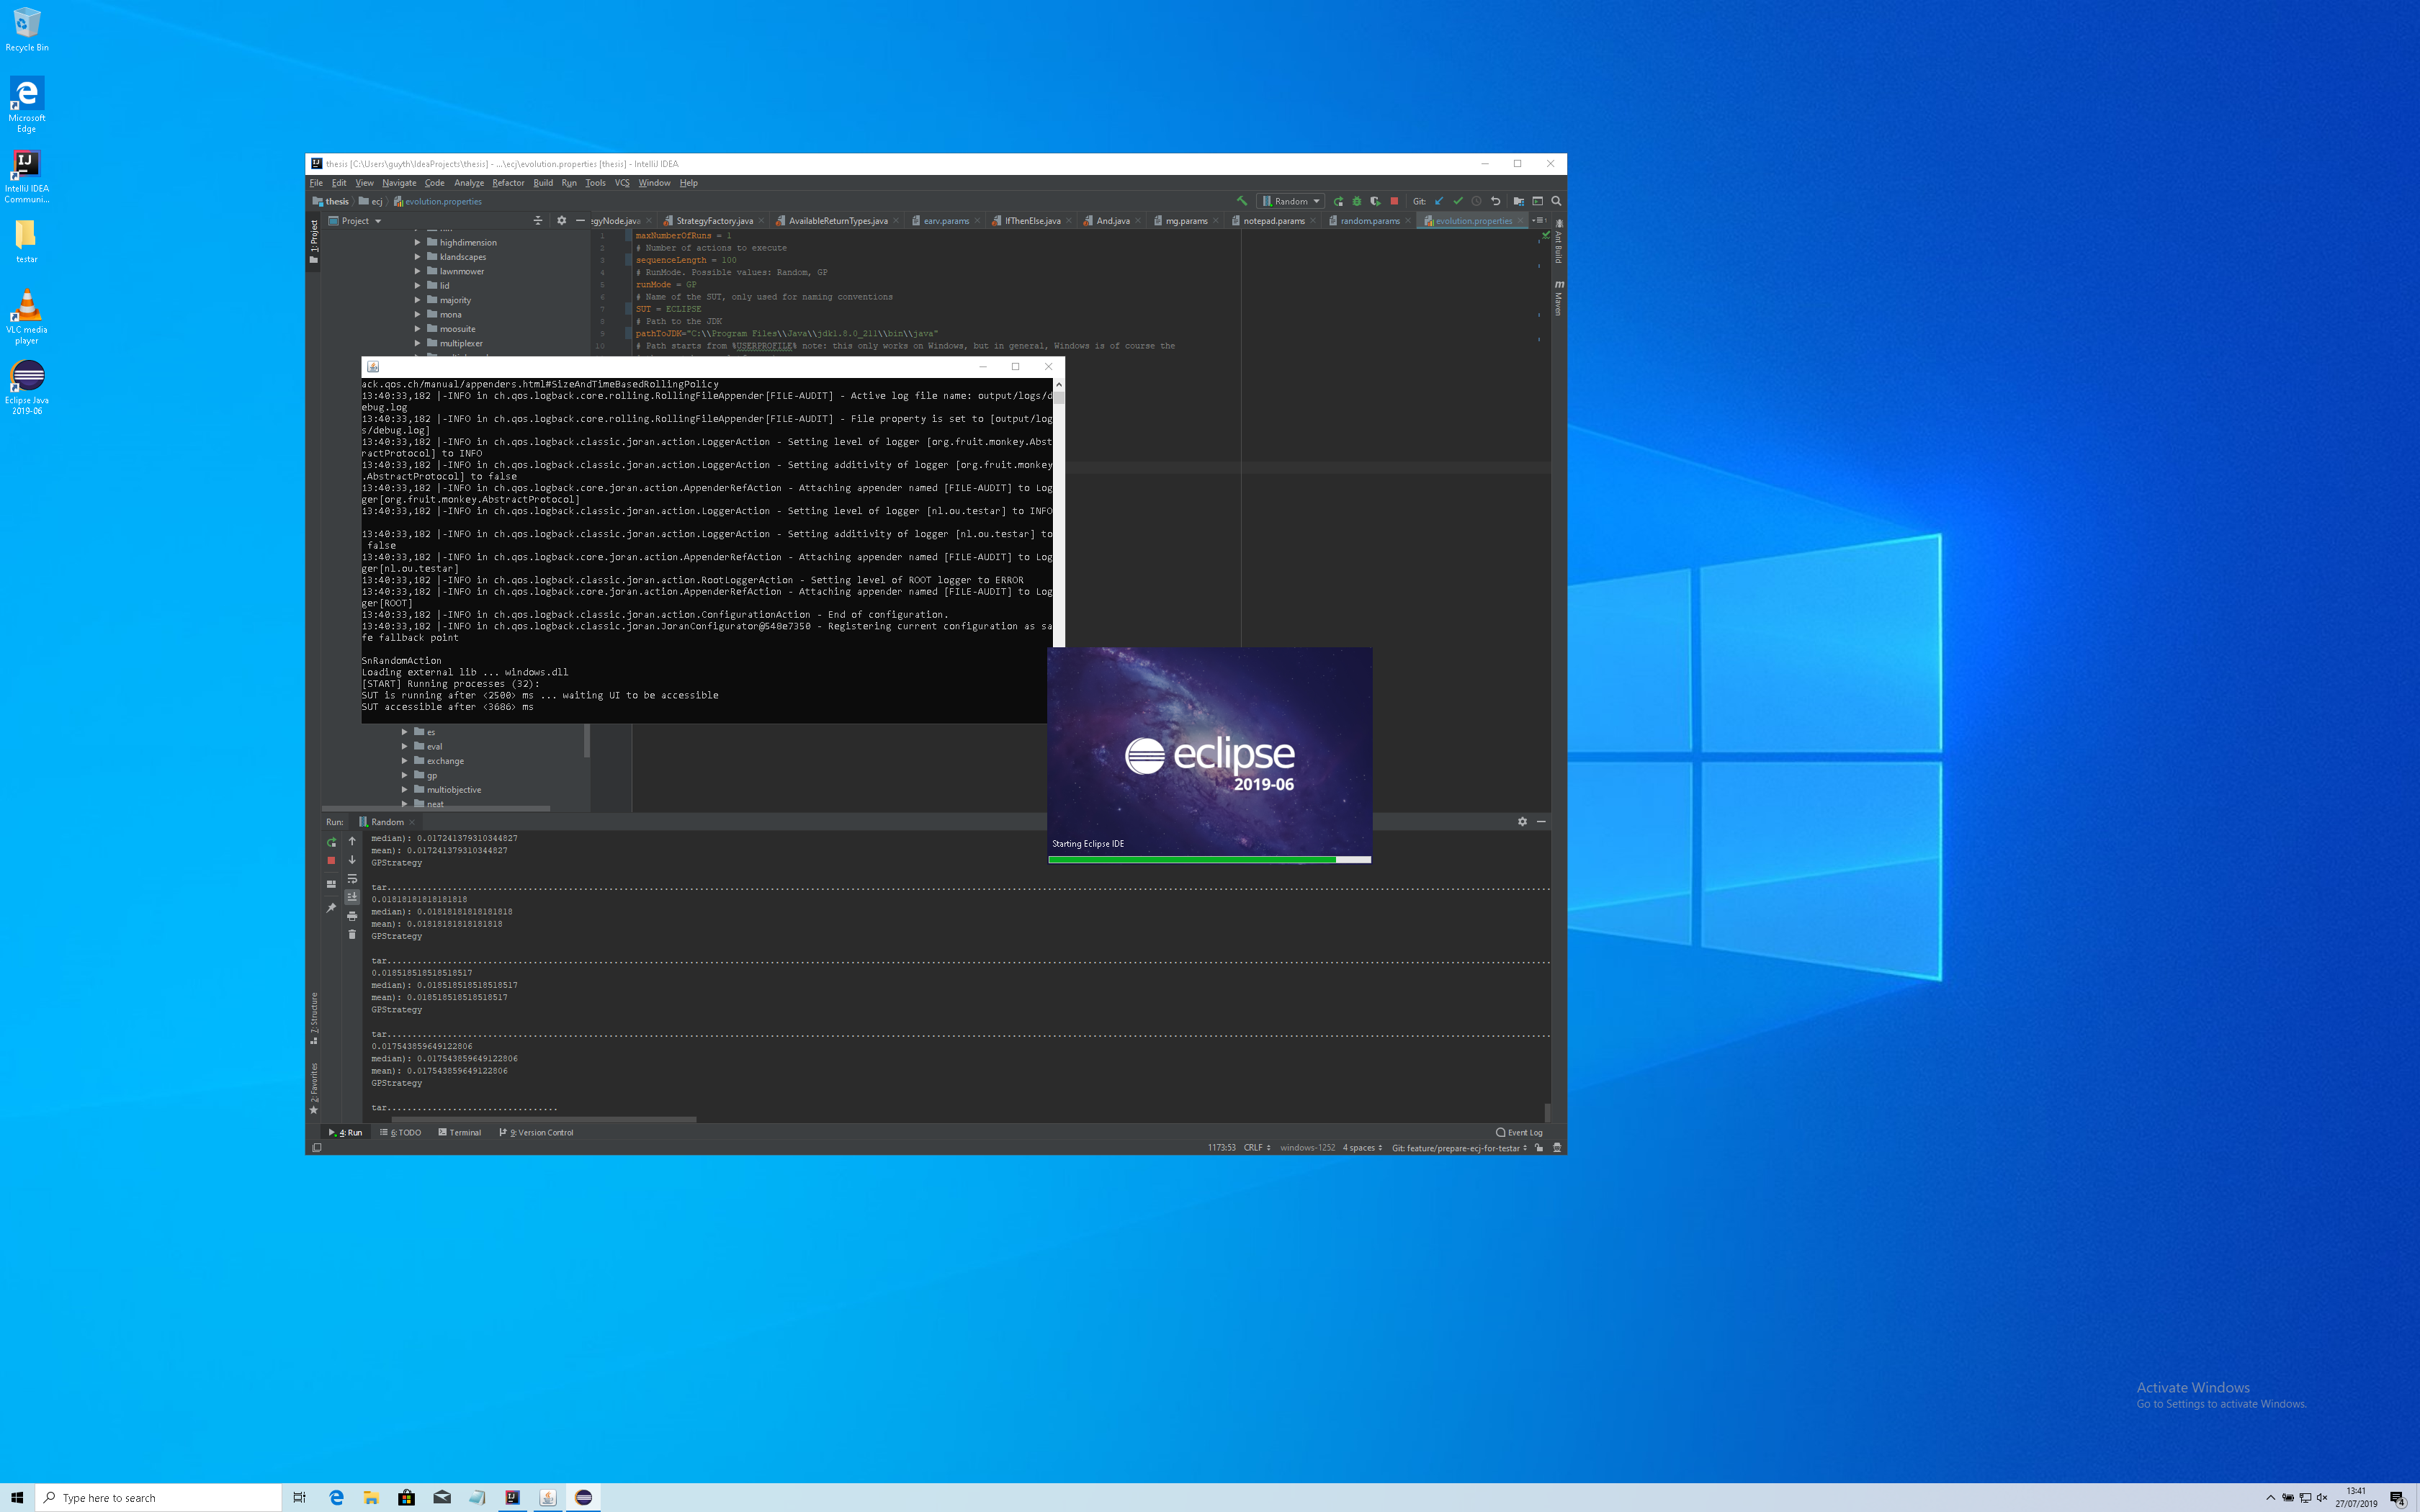 Recycle Bin
Microsoft
Edge
IntelliJ IDEA
Communi...
testar
VLC media
player
Eclipse Java
2019-06
thesis [C:\Users\guyth\IdeaProjects\thesis] - ...\ecj\evolution.properties [thesis] - IntelliJ IDEA
File Edit View Navigate Code Analyze Refactor Build Run Tools VCS Window Help
thesis ecj evolution.properties
Random
Git:
1: Project
Project
egyNode.java StrategyFactory.java AvailableReturnTypes.java earv.params IfThenElse.java And.java mg.params notepad.params random.params evolution.properties
Ant Build
Maven
highdimension
klandscapes
lawnmower
lid
majority
mona
moosuite
multiplexer
1 maxNumberOfRuns = 1
2 # Number of actions to execute
3 sequenceLength = 100
4 # RunMode. Possible values: Random, GP
5 runMode = GP
6 # Name of the SUT, only used for naming conventions
7 SUT = ECLIPSE
8 # Path to the JDK
9 pathToJDK="C:\\Program Files\\Java\\jdk1.8.0_211\\bin\\java"
10 # Path starts from %USERPROFILE% note: this only works on Windows, but in general, Windows is of course the
ack.qos.ch/manual/appenders.html#SizeAndTimeBasedRollingPolicy
13:40:33,182 |-INFO in ch.qos.logback.core.rolling.RollingFileAppender[FILE-AUDIT] - Active log file name: output/logs/d
ebug.log
13:40:33,182 |-INFO in ch.qos.logback.core.rolling.RollingFileAppender[FILE-AUDIT] - File property is set to [output/log
s/debug.log]
13:40:33,182 |-INFO in ch.qos.logback.classic.joran.action.LoggerAction - Setting level of logger [org.fruit.monkey.Abst
ractProtocol] to INFO
13:40:33,182 |-INFO in ch.qos.logback.classic.joran.action.LoggerAction - Setting additivity of logger [org.fruit.monkey
.AbstractProtocol] to false
13:40:33,182 |-INFO in ch.qos.logback.core.joran.action.AppenderRefAction - Attaching appender named [FILE-AUDIT] to Log
ger[org.fruit.monkey.AbstractProtocol]
13:40:33,182 |-INFO in ch.qos.logback.classic.joran.action.LoggerAction - Setting level of logger [nl.ou.testar] to INFO
13:40:33,182 |-INFO in ch.qos.logback.classic.joran.action.LoggerAction - Setting additivity of logger [nl.ou.testar] to
false
13:40:33,182 |-INFO in ch.qos.logback.core.joran.action.AppenderRefAction - Attaching appender named [FILE-AUDIT] to Log
ger[nl.ou.testar]
13:40:33,182 |-INFO in ch.qos.logback.classic.joran.action.RootLoggerAction - Setting level of ROOT logger to ERROR
13:40:33,182 |-INFO in ch.qos.logback.core.joran.action.AppenderRefAction - Attaching appender named [FILE-AUDIT] to Log
ger[ROOT]
13:40:33,182 |-INFO in ch.qos.logback.classic.joran.action.ConfigurationAction - End of configuration.
13:40:33,182 |-INFO in ch.qos.logback.classic.joran.JoranConfigurator@548e7350 - Registering current configuration as sa
fe fallback point
SnRandomAction
Loading external lib ... windows.dll
[START] Running processes (32):
SUT is running after <2500> ms ... waiting UI to be accessible
SUT accessible after <3686> ms
eclipse
2019-06
Starting Eclipse IDE
es
eval
exchange
gp
multiobjective
neat
Run: Random
median): 0.017241379310344827
mean): 0.017241379310344827
GPStrategy
tar................................
0.01818181818181818
median): 0.01818181818181818
mean): 0.01818181818181818
GPStrategy
tar................................
0.018518518518518517
median): 0.018518518518518517
mean): 0.018518518518518517
GPStrategy
tar................................
0.017543859649122806
median): 0.017543859649122806
mean): 0.017543859649122806
GPStrategy
tar..................................
7: Structure
2: Favorites
4: Run 6: TODO Terminal 9: Version Control Event Log
1173:53 CRLF windows-1252 4 spaces Git: feature/prepare-ecj-for-testar
Activate Windows
Go to Settings to activate Windows.
Type here to search
13:41
27/07/2019
4